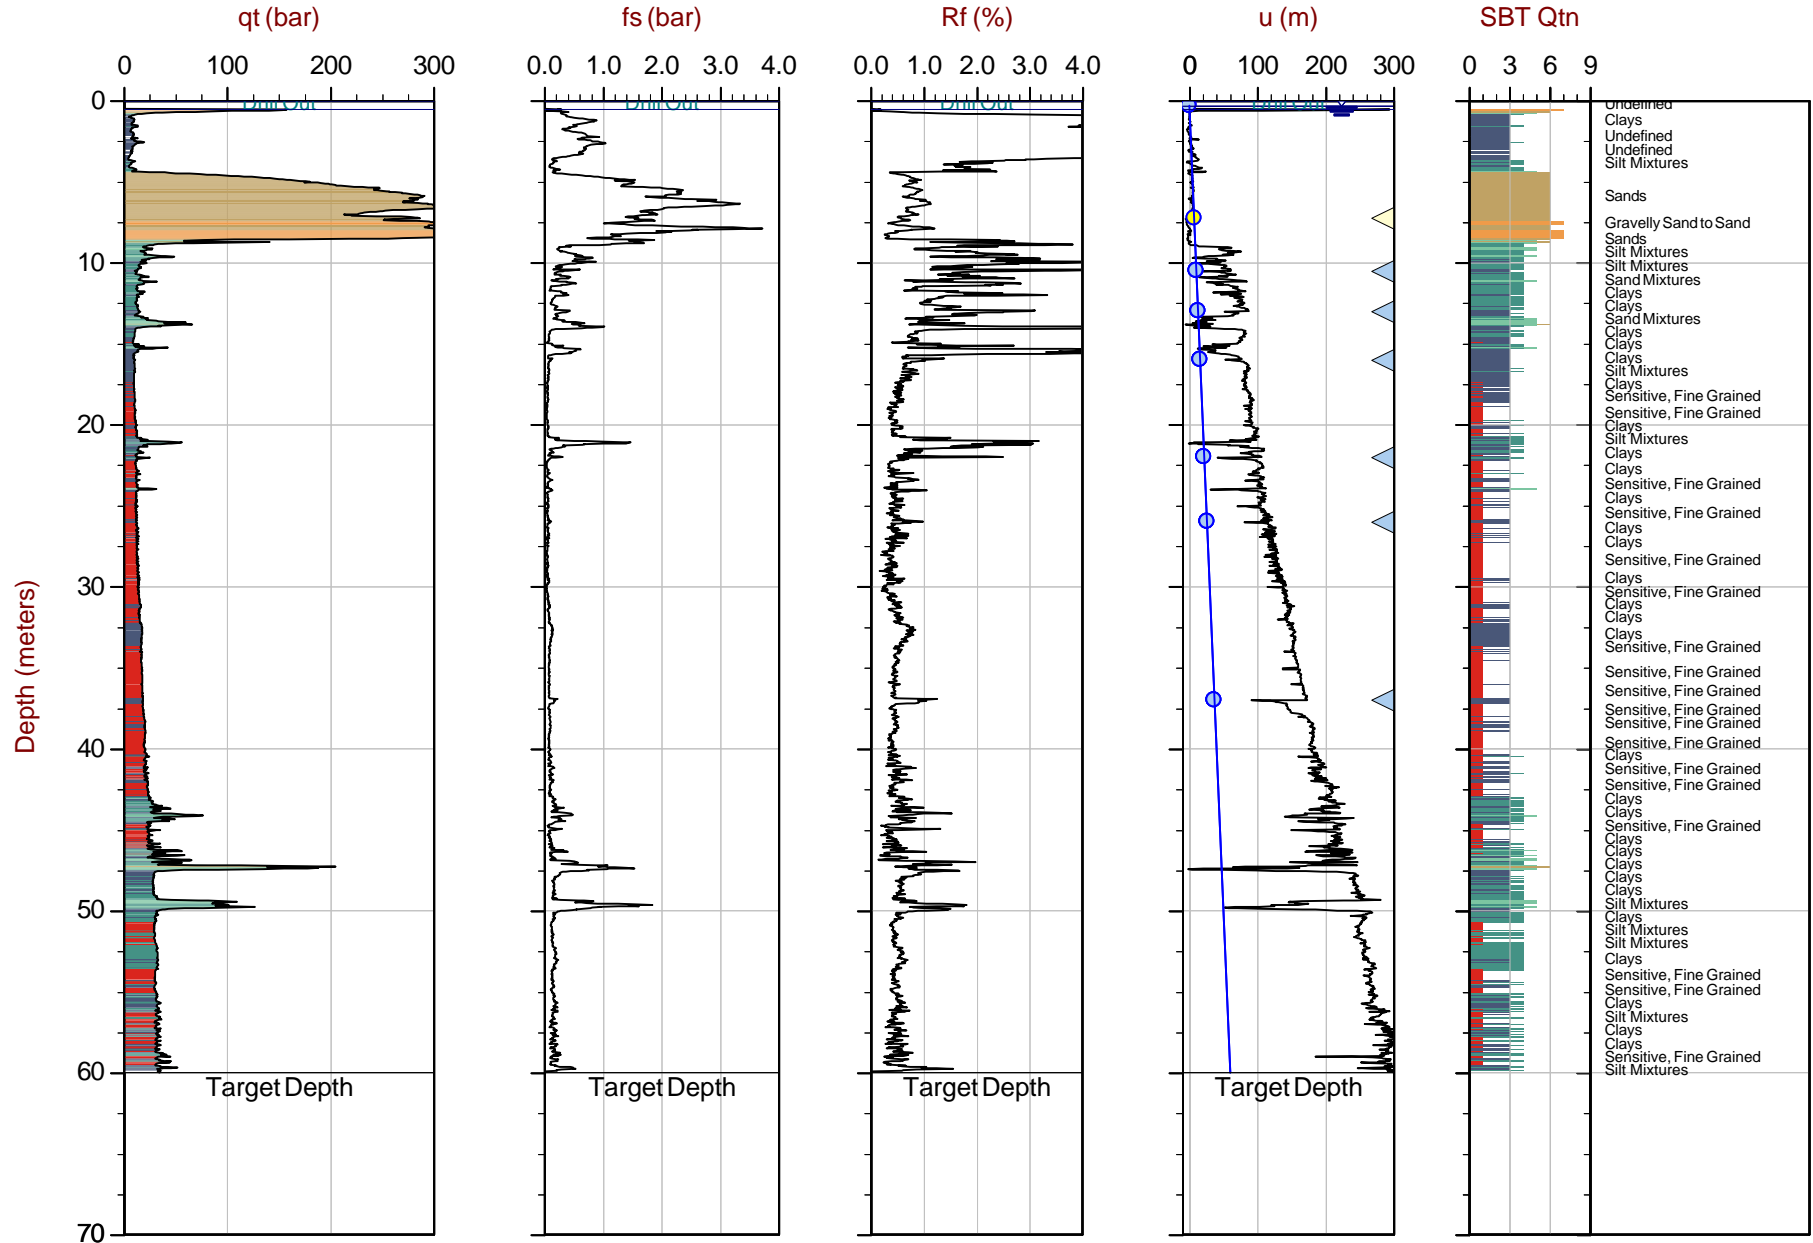 qt (bar) fs (bar) Rf (%) u (m) SBT Qtn
0 100 200 300 0.0 1.0 2.0 3.0 4.0 0.0 1.0 2.0 3.0 4.0 0 100 200 300 0 3 6 9
0
10
20
30
40
50
60
70
Depth (meters)
Drill Out Drill Out Drill Out Drill Out
Undefined
Clays
Undefined
Undefined
Silt Mixtures
Sands
Gravelly Sand to Sand
Sands
Silt Mixtures
Silt Mixtures
Sand Mixtures
Clays
Clays
Sand Mixtures
Clays
Clays
Clays
Silt Mixtures
Clays
Sensitive, Fine Grained
Sensitive, Fine Grained
Clays
Silt Mixtures
Clays
Clays
Sensitive, Fine Grained
Clays
Sensitive, Fine Grained
Clays
Clays
Sensitive, Fine Grained
Clays
Sensitive, Fine Grained
Clays
Clays
Clays
Sensitive, Fine Grained
Sensitive, Fine Grained
Sensitive, Fine Grained
Sensitive, Fine Grained
Sensitive, Fine Grained
Sensitive, Fine Grained
Clays
Sensitive, Fine Grained
Sensitive, Fine Grained
Clays
Clays
Sensitive, Fine Grained
Clays
Clays
Clays
Clays
Clays
Silt Mixtures
Clays
Silt Mixtures
Silt Mixtures
Clays
Sensitive, Fine Grained
Sensitive, Fine Grained
Clays
Silt Mixtures
Clays
Clays
Sensitive, Fine Grained
Silt Mixtures
Target Depth Target Depth Target Depth Target Depth